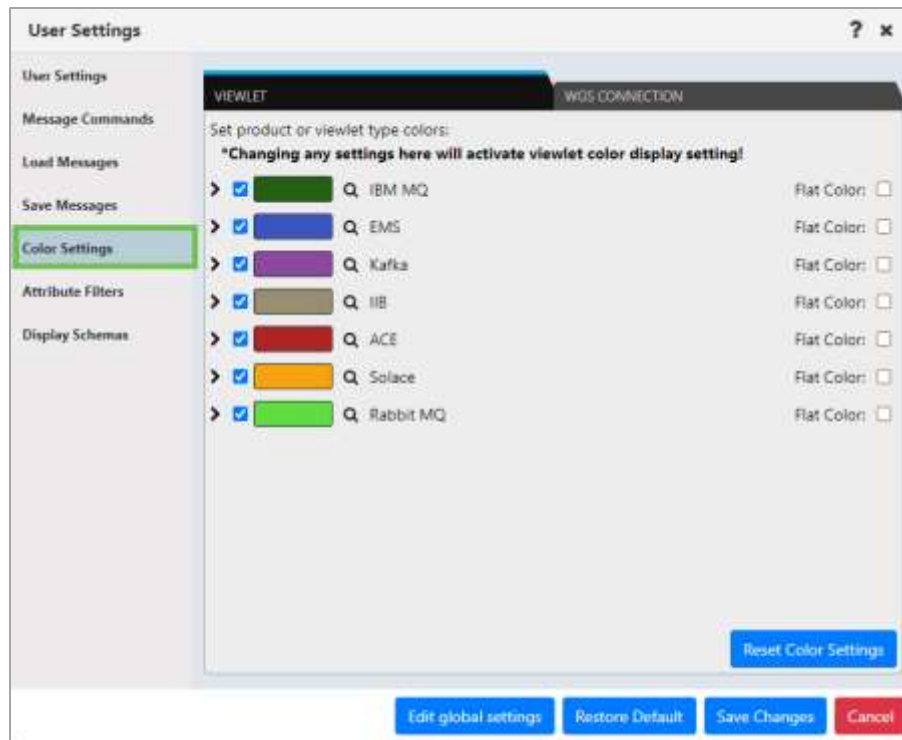 User Settings
?
User Settings
Message Commands
Load Messages
Save Messages
Color Settings
Attribute Filters
Display Schemas
VIEWLET
WGS CONNECTION
Set product or viewlet type colors:
*Changing any settings here will activate viewlet color display setting!
IBM MQ Flat Color:
EMS Flat Color:
Kafka Flat Color:
IIB Flat Color:
ACE Flat Color:
Solace Flat Color:
Rabbit MQ Flat Color:
Reset Color Settings
Edit global settings
Restore Default
Save Changes
Cancel